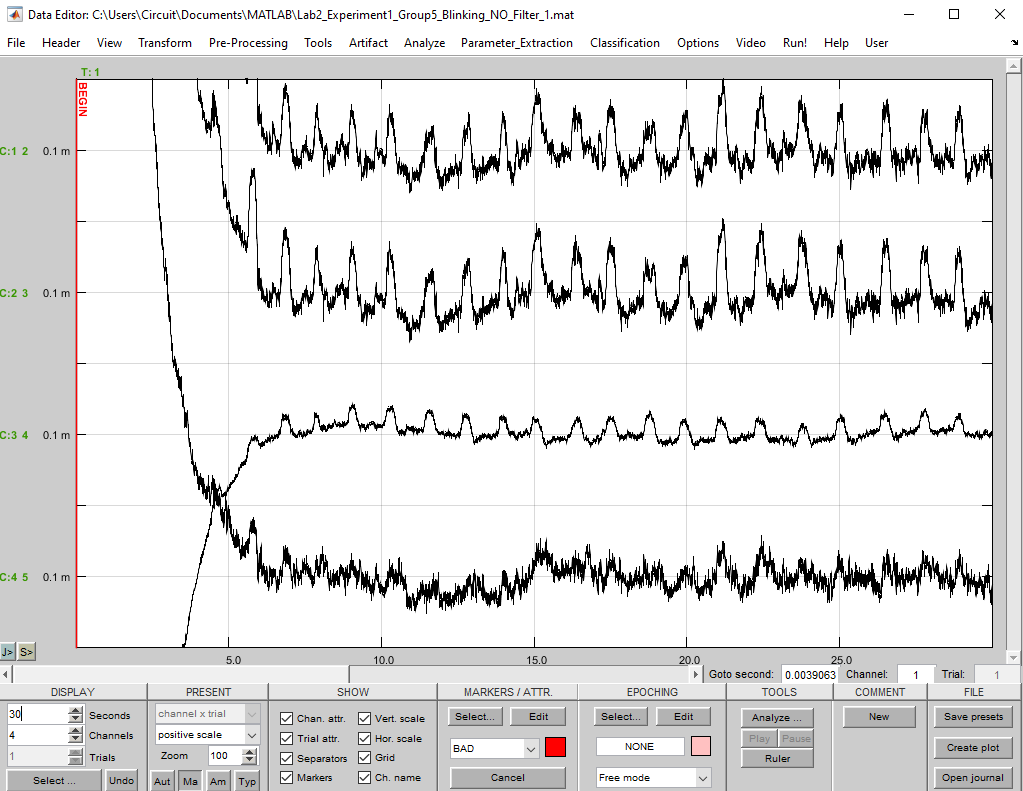 Data Editor: C:\Users\Circuit\Documents\MATLAB\Lab2_Experiment1_Group5_Blinking_NO_Filter_1.mat
File Header View Transform Pre-Processing Tools Artifact Analyze Parameter_Extraction Classification Options Video Run! Help User
T: 1
BEGIN
C:1 2 0.1 m
C:2 3 0.1 m
C:3 4 0.1 m
C:4 5 0.1 m
J> S>
5.0 10.0 15.0 20.0 25.0
Goto second: 0.0039063 Channel: 1 Trial: 1
DISPLAY PRESENT SHOW MARKERS / ATTR. EPOCHING TOOLS COMMENT FILE
30 Seconds channel x trial Chan. attr. Vert. scale Select... Edit Select... Edit Analyze ... New Save presets
4 Channels positive scale Trial attr. Hor. scale BAD NONE Play Pause Create plot
1 Trials Zoom 100 Separators Grid Ruler
Select ... Undo Aut Ma Am Typ Markers Ch. name Cancel Free mode Open journal